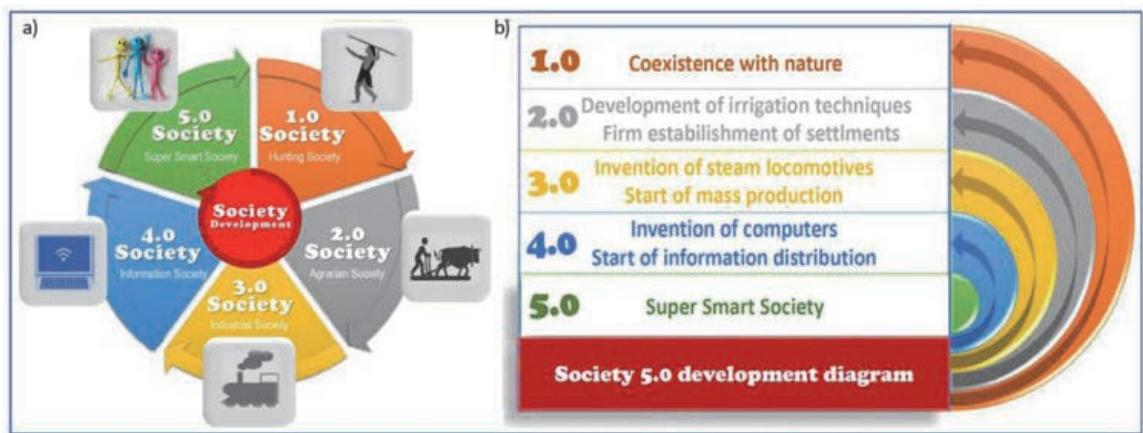 a)
5.0
Society
Super Smart Society
1.0
Society
Hunting Society
4.0
Society
Information Society
Society
Development
2.0
Society
Agrarian Society
3.0
Society
Industrial Society
b)
1.0 Coexistence with nature
2.0 Development of irrigation techniques
Firm estabilishment of settlments
3.0 Invention of steam locomotives
Start of mass production
4.0 Invention of computers
Start of information distribution
5.0 Super Smart Society
Society 5.0 development diagram